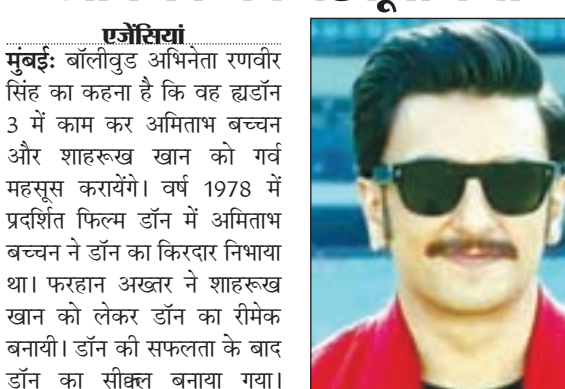 एजेंसियां
मुंबईः बॉलीवुड अभिनेता रणवीर
सिंह का कहना है कि वह ह्यडॉन
3 में काम कर अमिताभ बच्चन
और शाहरूख खान को गर्व
महसूस करायेंगे। वर्ष 1978 में
प्रदर्शित फिल्म डॉन में अमिताभ
बच्चन ने डॉन का किरदार निभाया
था। फरहान अख्तर ने शाहरूख
खान को लेकर डॉन का रीमेक
बनायी। डॉन की सफलता के बाद
डॉन का सीक्वल बनाया गया।